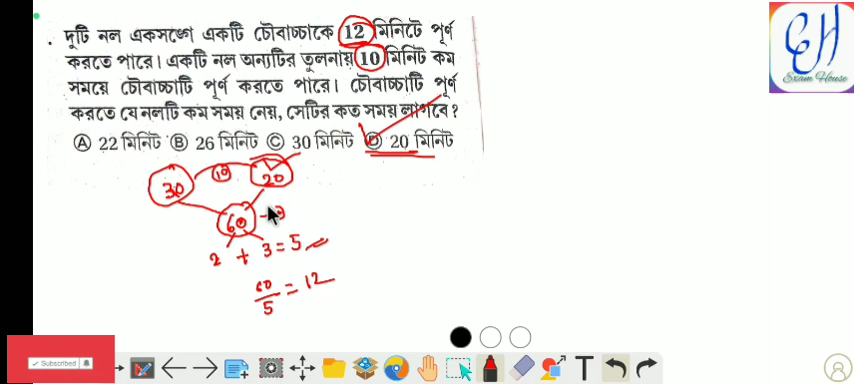 . দুটি নল একসঙ্গে একটি চৌবাচ্চাকে 12 মিনিটে পূর্ণ
করতে পারে। একটি নল অন্যটির তুলনায় 10 মিনিট কম
সময়ে চৌবাচ্চাটি পূর্ণ করতে পারে। চৌবাচ্চাটি পূর্ণ
করতে যে নলটি কম সময় নেয়, সেটির কত সময় লাগবে ?
Ⓐ 22 মিনিট Ⓑ 26 মিনিট Ⓒ 30 মিনিট Ⓓ 20 মিনিট
30 10 20
60
2 + 3 = 5
60/5 = 12
CH
Exam House
✓ Subscribed
T